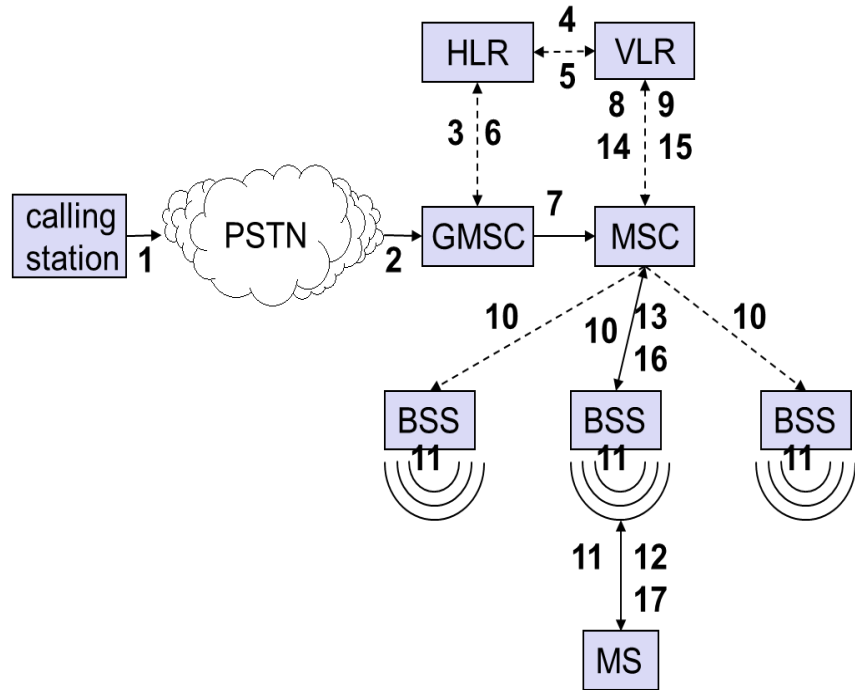 4
HLR
VLR
5
8 9
3 6
14 15
calling
station
1
PSTN
2
GMSC
7
MSC
10
10
13
16
10
BSS
11
BSS
11
BSS
11
11
12
17
MS